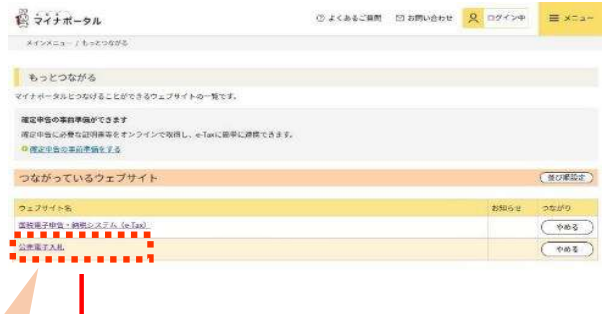 マイナポータル
よくあるご質問 お問い合わせ ログイン中 メニュー
メインメニュー / もっとつながる
もっとつながる
マイナポータルとつなげることができるウェブサイトの一覧です。
確定申告の事前準備ができます
確定申告に必要な証明書等をオンラインで取得し、e-Taxに簡単に連携できます。
確定申告の事前準備をする
つながっているウェブサイト 並び順設定
ウェブサイト名 お知らせ つながり
国税電子申告・納税システム（e-Tax） やめる
公売電子入札 やめる